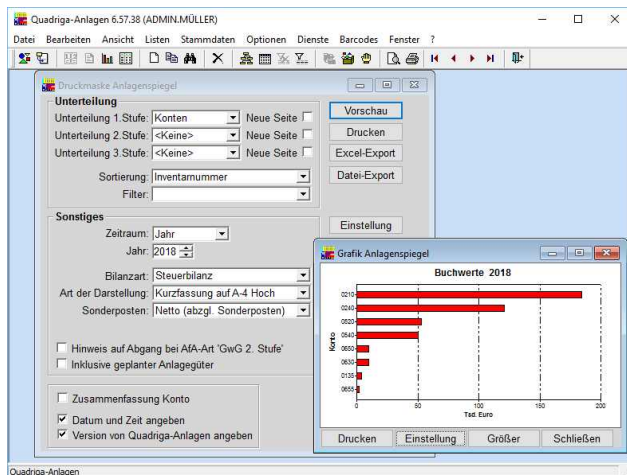 Quadriga-Anlagen 6.57.38 (ADMIN.MÜLLER)
Datei Bearbeiten Ansicht Listen Stammdaten Optionen Dienste Barcodes Fenster ?
Druckmaske Anlagenspiegel
Unterteilung
Unterteilung 1.Stufe: Konten Neue Seite
Unterteilung 2.Stufe: <Keine> Neue Seite
Unterteilung 3.Stufe: <Keine> Neue Seite
Sortierung: Inventarnummer
Filter:
Vorschau
Drucken
Excel-Export
Datei-Export
Sonstiges
Zeitraum: Jahr
Jahr: 2018
Bilanzart: Steuerbilanz
Art der Darstellung: Kurzfassung auf A-4 Hoch
Sonderposten: Netto (abzgl. Sonderposten)
Einstellung
Hinweis auf Abgang bei AfA-Art 'GwG 2. Stufe'
Inklusive geplanter Anlagegüter
Zusammenfassung Konto
Datum und Zeit angeben
Version von Quadriga-Anlagen angeben
Grafik Anlagenspiegel
Buchwerte 2018
Konto
0210
0240
0520
0540
0650
0630
0135
0655
0 50 100 150 200
Tsd. Euro
Drucken Einstellung Größer Schließen
Quadriga-Anlagen